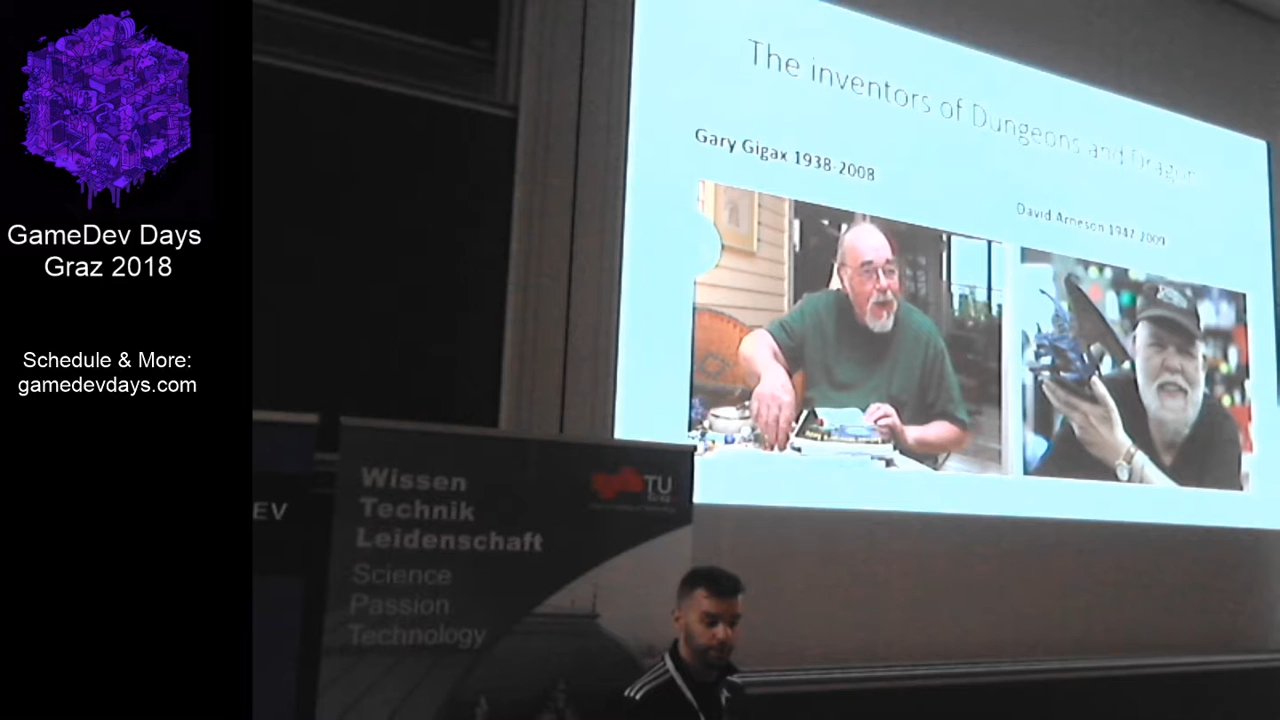 GameDev Days
Graz 2018
Schedule & More:
gamedevdays.com
The inventors of Dungeons and Dragons
Gary Gigax 1938-2008
David Arneson 1947-2009
EV
Wissen
Technik
Leidenschaft
Science
Passion
Technology
TU